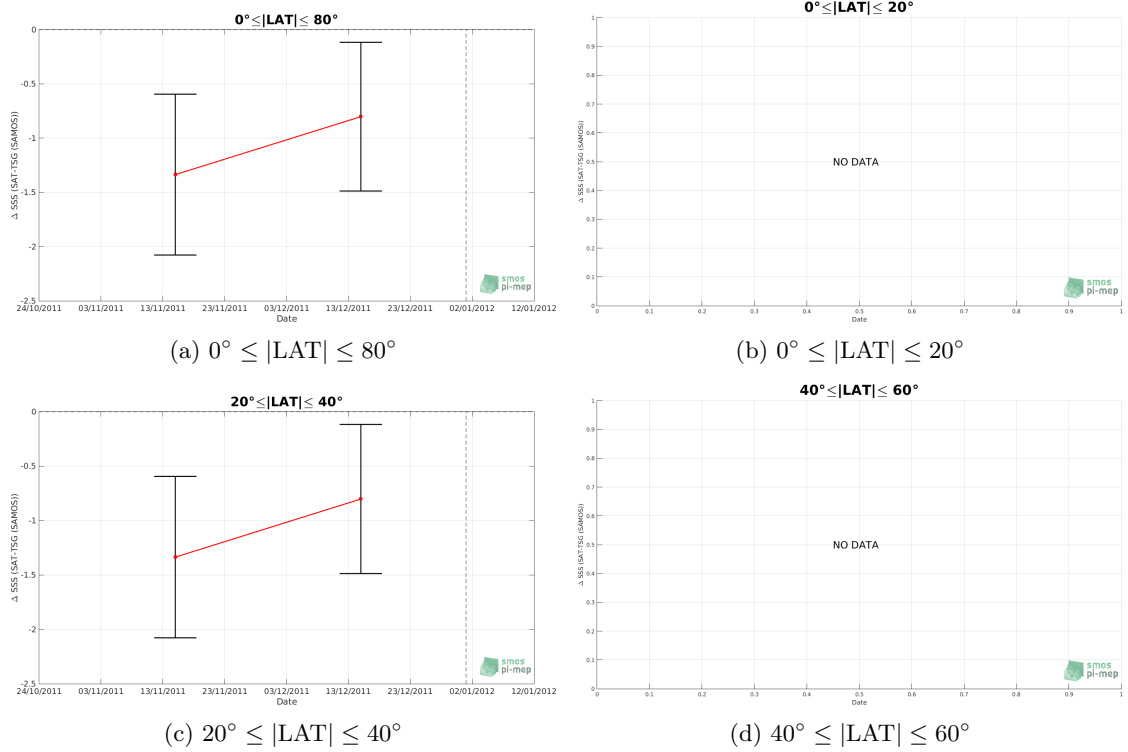 0°≤|LAT|≤ 80°
0
-0.5
-1
-1.5
-2
-2.5
Δ SSS (SAT-TSG (SAMOS))
24/10/2011 03/11/2011 13/11/2011 23/11/2011 03/12/2011 13/12/2011 23/12/2011 02/01/2012 12/01/2012
Date
smos
pi-mep
(a) 0° ≤ |LAT| ≤ 80°
0°≤|LAT|≤ 20°
1
0.9
0.8
0.7
0.6
0.5
0.4
0.3
0.2
0.1
0
Δ SSS (SAT-TSG (SAMOS))
NO DATA
0 0.1 0.2 0.3 0.4 0.5 0.6 0.7 0.8 0.9 1
Date
smos
pi-mep
(b) 0° ≤ |LAT| ≤ 20°
20°≤|LAT|≤ 40°
0
-0.5
-1
-1.5
-2
-2.5
Δ SSS (SAT-TSG (SAMOS))
24/10/2011 03/11/2011 13/11/2011 23/11/2011 03/12/2011 13/12/2011 23/12/2011 02/01/2012 12/01/2012
Date
smos
pi-mep
(c) 20° ≤ |LAT| ≤ 40°
40°≤|LAT|≤ 60°
1
0.9
0.8
0.7
0.6
0.5
0.4
0.3
0.2
0.1
0
Δ SSS (SAT-TSG (SAMOS))
NO DATA
0 0.1 0.2 0.3 0.4 0.5 0.6 0.7 0.8 0.9 1
Date
smos
pi-mep
(d) 40° ≤ |LAT| ≤ 60°